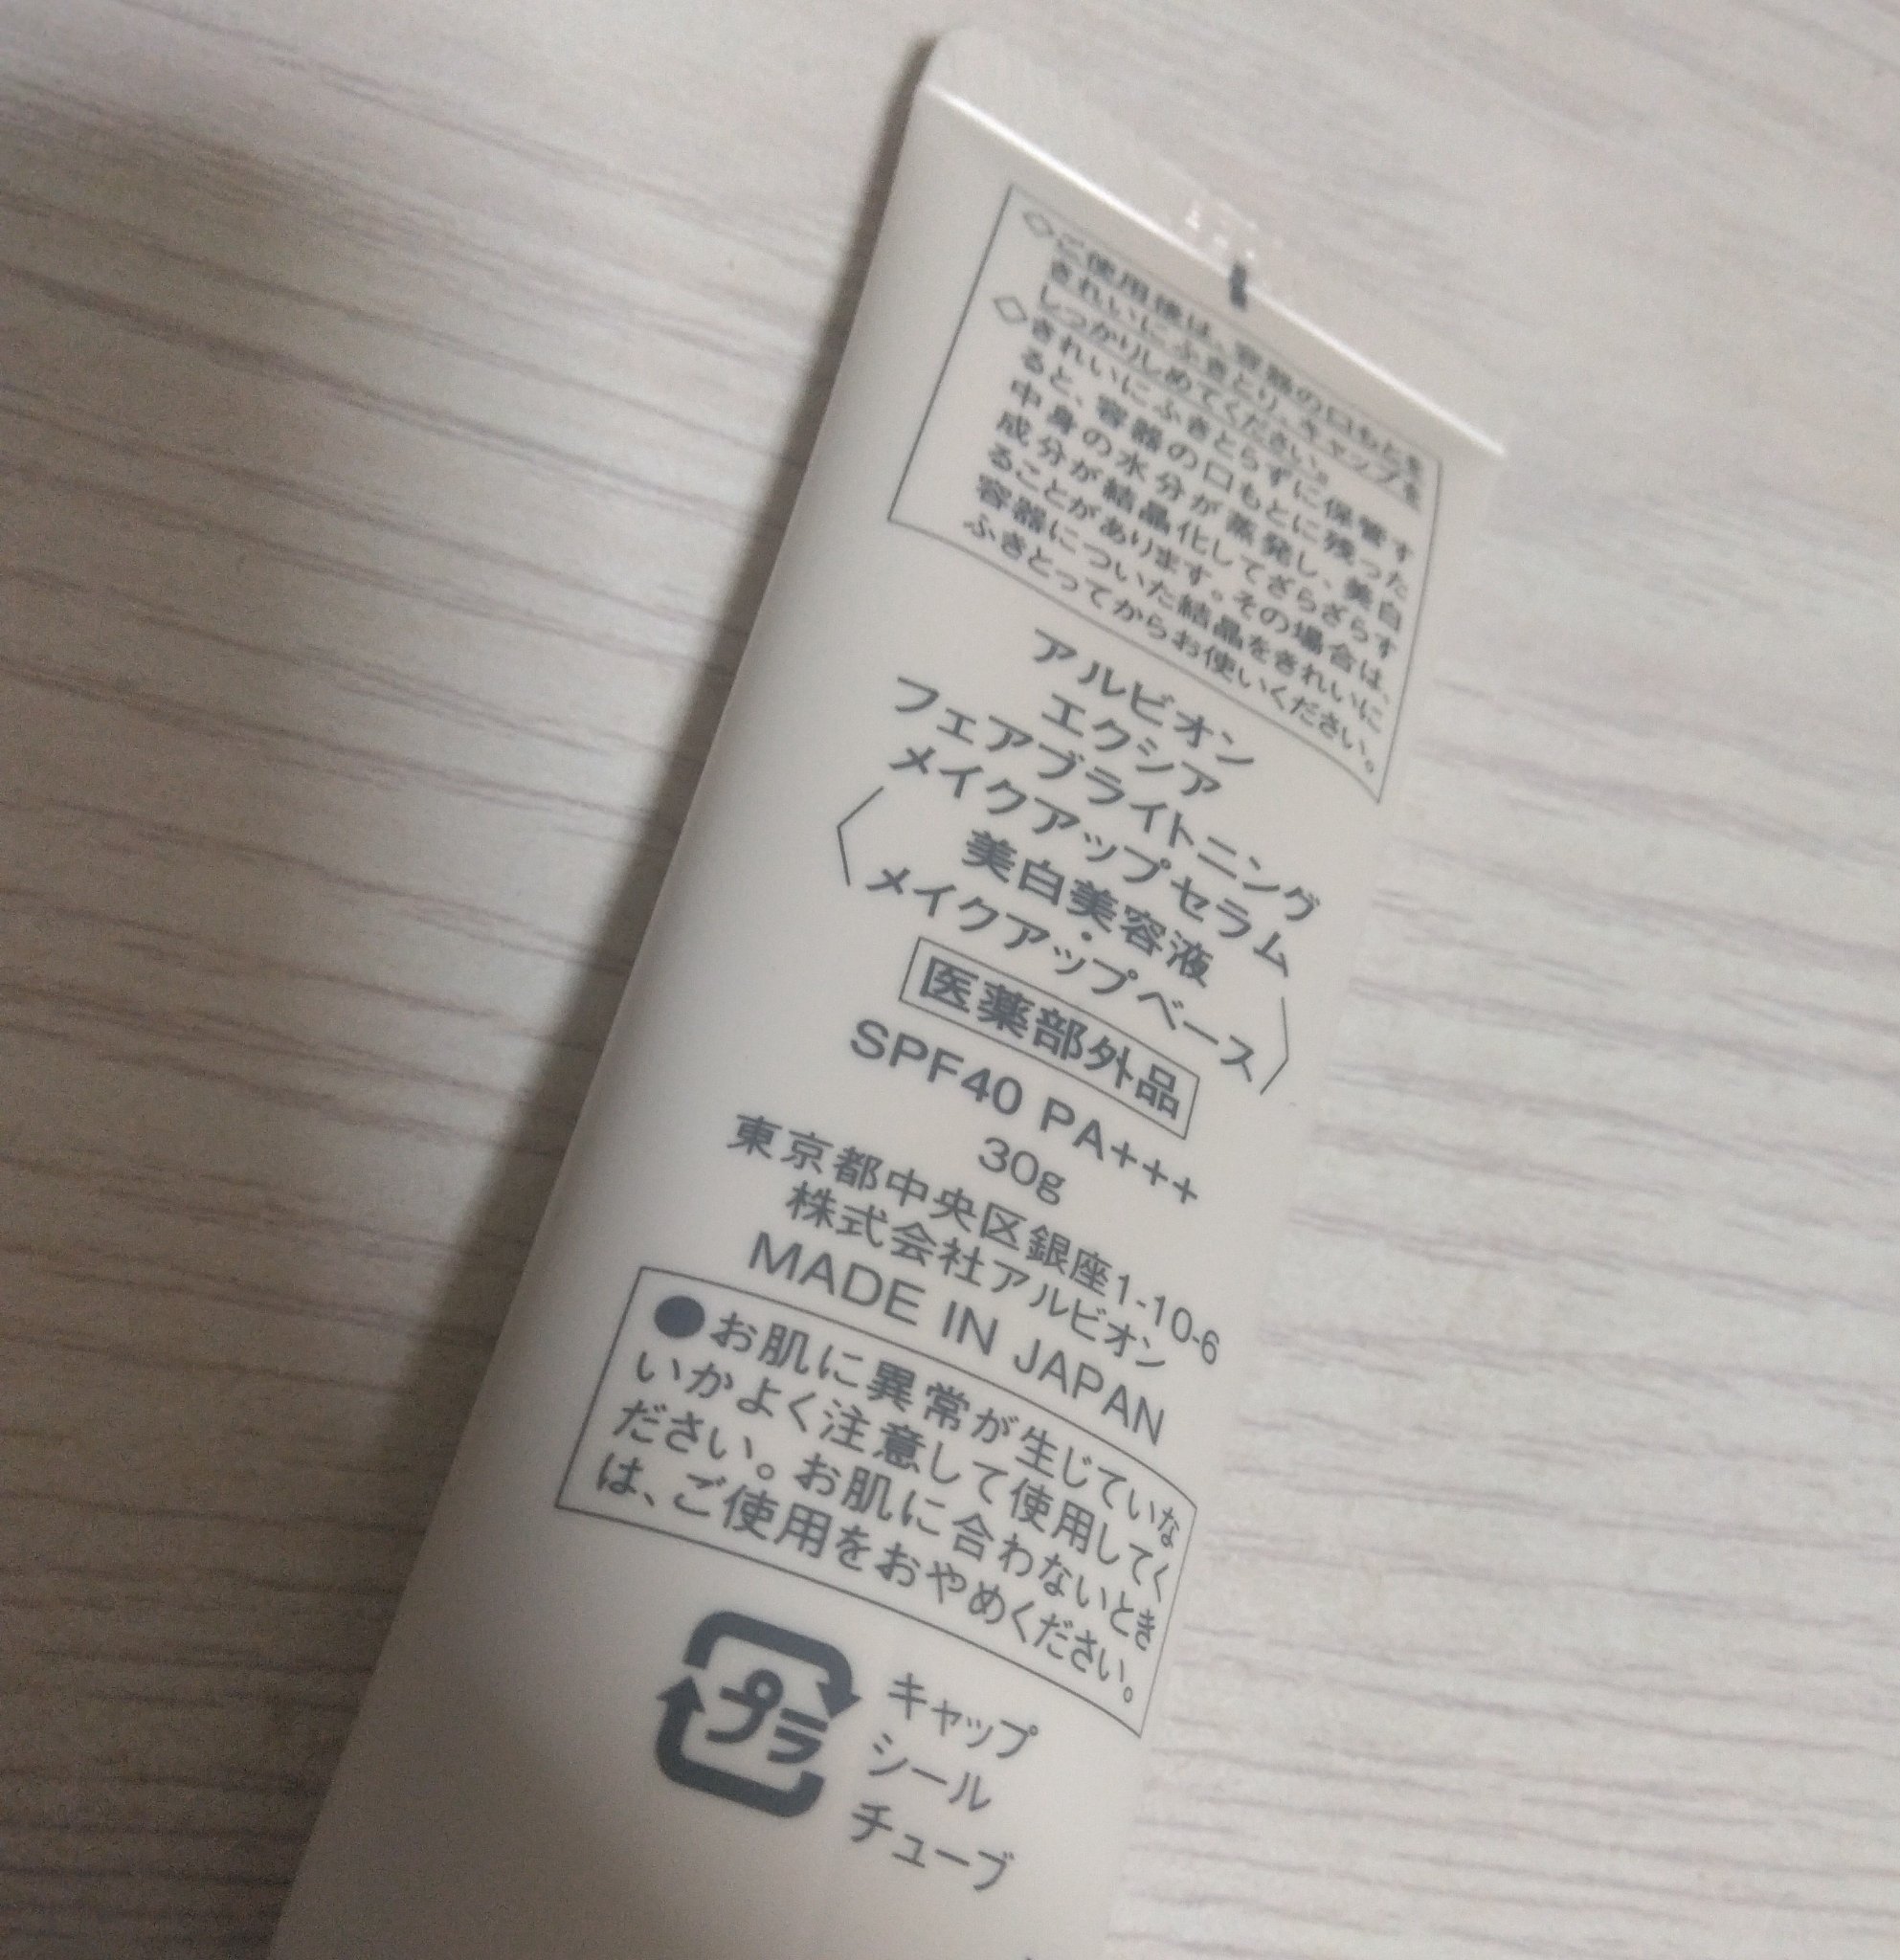 ◇ご使用後は、容器の口もとを
きれいにふきとり、キャップを
しっかりしめてください。
◇きれいにふきとらずに保管す
ると、容器の口もとに残った
中身の水分が蒸発し、美白
成分が結晶化してざらざらす
ることがあります。その場合は、
容器についた結晶をきれいに
ふきとってからお使いください。
アルビオン
エクシア
フェアブライトニング
メイクアップ セラム
〈美白美容液・
メイクアップベース〉
医薬部外品
SPF40 PA+++
30g
東京都中央区銀座1-10-6
株式会社アルビオン
MADE IN JAPAN
●お肌に異常が生じていな
いかよく注意して使用してく
ださい。お肌に合わないとき
は、ご使用をおやめください。
プラ
キャップ
シール
チューブ